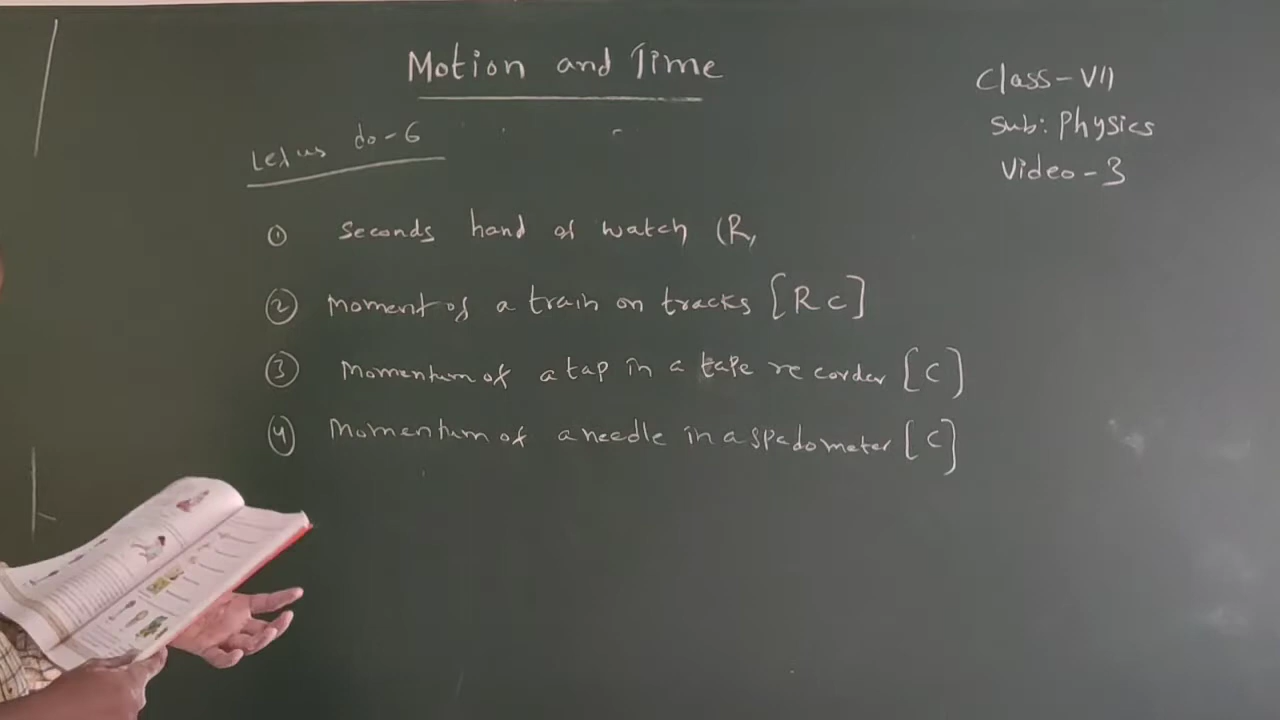 Motion and Time
Class-VII
Sub: Physics
Video-3
Let us do-6
① Seconds hand of watch (R,
② Moment of a train on tracks [R C]
③ Momentum of a tap in a tape recorder [C]
④ Momentum of a needle in a spedometer [C]